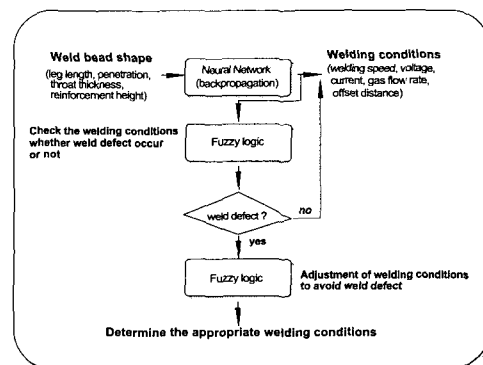 Weld bead shape
(leg length, penetration,
throat thickness,
reinforcement height)
Neural Network
(backpropagation)
Welding conditions
(welding speed, voltage,
current, gas flow rate,
offset distance)
Check the welding conditions
whether weld defect occur
or not
Fuzzy logic
weld defect ?
no
yes
Fuzzy logic
Adjustment of welding conditions
to avoid weld defect
Determine the appropriate welding conditions